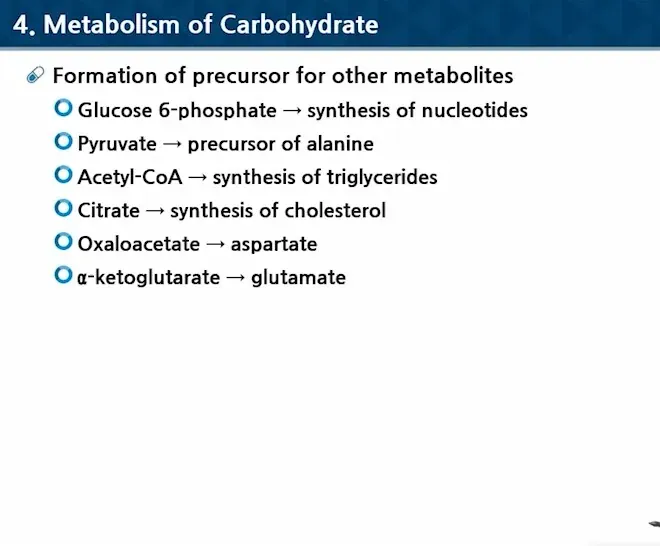 4. Metabolism of Carbohydrate
Formation of precursor for other metabolites
Glucose 6-phosphate → synthesis of nucleotides
Pyruvate → precursor of alanine
Acetyl-CoA → synthesis of triglycerides
Citrate → synthesis of cholesterol
Oxaloacetate → aspartate
α-ketoglutarate → glutamate